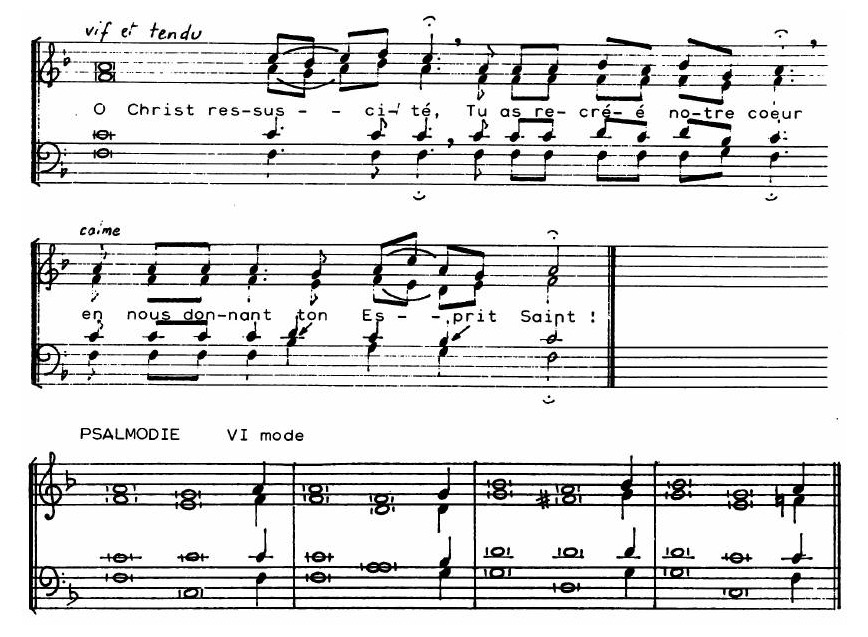 vif et tendu
O Christ res-sus - - ci-té, Tu as re-cré-é no-tre coeur
calme
en nous don-nant ton Es - - prit Saint !
PSALMODIE VI mode